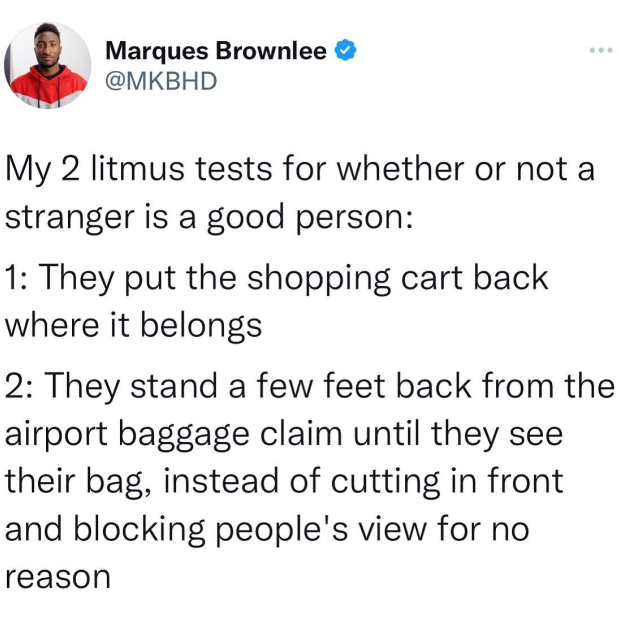 Marques Brownlee
@MKBHD
My 2 litmus tests for whether or not a
stranger is a good person:
1: They put the shopping cart back
where it belongs
2: They stand a few feet back from the
airport baggage claim until they see
their bag, instead of cutting in front
and blocking people's view for no
reason